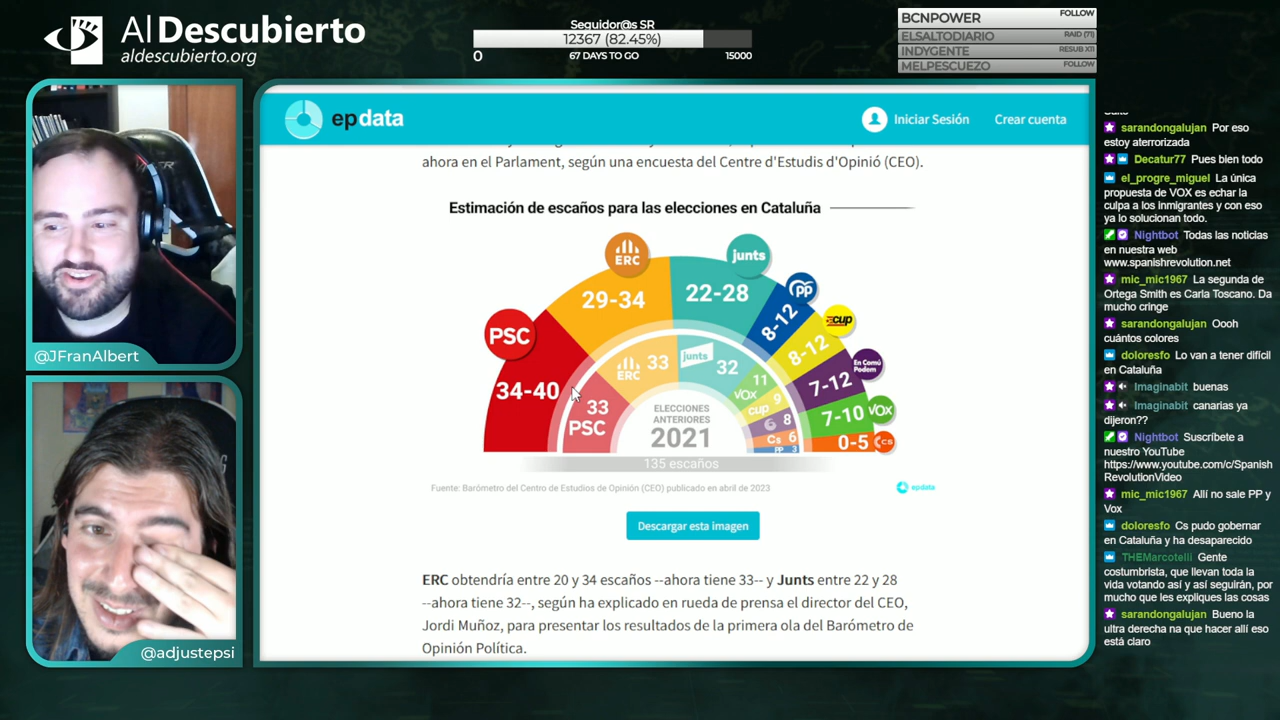 Al Descubierto
aldescubierto.org
Seguidor@s SR
12367 (82.45%)
0
67 DAYS TO GO
15000
BCNPOWER FOLLOW
ELSALTODIARIO RAID (71)
INDYGENTE RESUB X11
MELPESCUEZO FOLLOW
@JFranAlbert
@adjustepsi
epdata
Iniciar Sesión
Crear cuenta
ahora en el Parlament, según una encuesta del Centre d'Estudis d'Opinió (CEO).
Estimación de escaños para las elecciones en Cataluña
PSC
34-40
ERC
29-34
junts
22-28
PP
8-12
cup
8-12
En Comú
Podem
7-12
VOX
7-10
Cs
0-5
33
PSC
ERC 33
junts
32
11
VOX
9
cup
8
Cs 6
PP 3
ELECCIONES
ANTERIORES
2021
135 escaños
Fuente: Barómetro del Centro de Estudios de Opinión (CEO) publicado en abril de 2023
epdata
Descargar esta imagen
ERC obtendría entre 20 y 34 escaños --ahora tiene 33-- y Junts entre 22 y 28
--ahora tiene 32--, según ha explicado en rueda de prensa el director del CEO,
Jordi Muñoz, para presentar los resultados de la primera ola del Barómetro de
Opinión Política.
sarandongalujan Por eso
estoy aterrorizada
Decatur77 Pues bien todo
el_progre_miguel La única
propuesta de VOX es echar la
culpa a los inmigrantes y con eso
ya lo solucionan todo.
Nightbot Todas las noticias
en nuestra web
www.spanishrevolution.net
mic_mic1967 La segunda de
Ortega Smith es Carla Toscano. Da
mucho cringe
sarandongalujan Oooh
cuántos colores
doloresfo Lo van a tener difícil
en Cataluña
Imaginabit buenas
Imaginabit canarias ya
dijeron??
Nightbot Suscríbete a
nuestro YouTube
https://www.youtube.com/c/Spanish
RevolutionVideo
mic_mic1967 Allí no sale PP y
Vox
doloresfo Cs pudo gobernar
en Cataluña y ha desaparecido
THEMarcotelli Gente
costumbrista, que llevan toda la
vida votando así y así seguirán, por
mucho que les expliques las cosas
sarandongalujan Bueno la
ultra derecha na que hacer allí eso
está claro